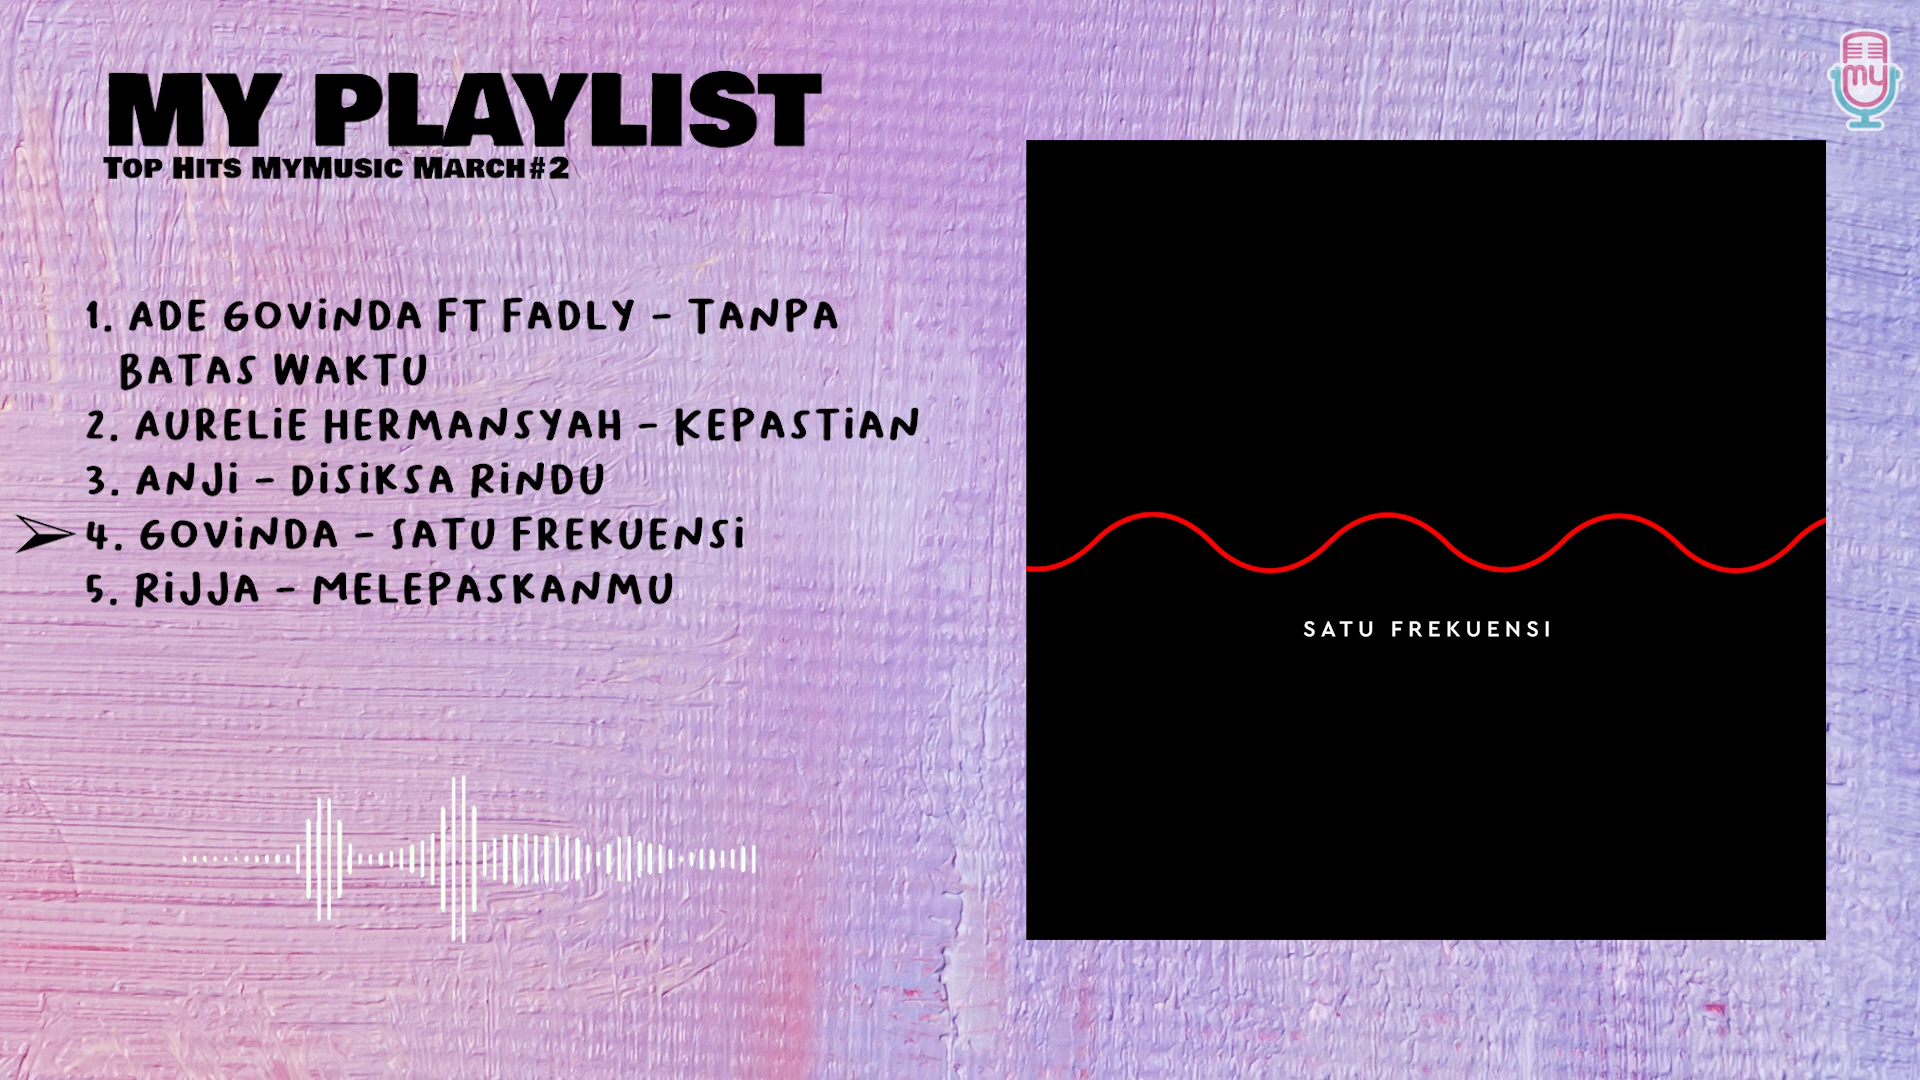 MY PLAYLIST
TOP HITS MYMUSIC MARCH#2
my
1. ADE GOViNDA FT FADLY - TANPA
BATAS WAKTU
2. AURELiE HERMANSYAH - KEPASTiAN
3. ANJi - DiSiKSA RiNDU
4. GOViNDA - SATU FREKUENSi
5. RiJJA - MELEPASKANMU
SATU FREKUENSI